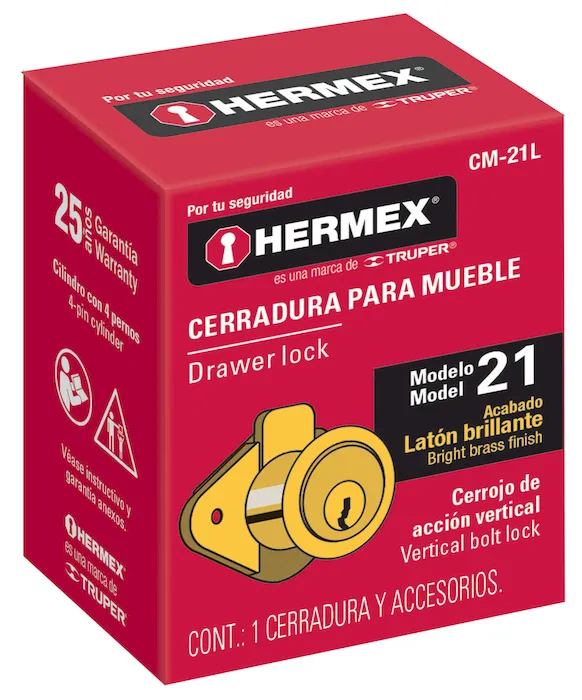 Por tu seguridad
HERMEX®
es una marca de TRUPER®
CM-21L
Por tu seguridad
HERMEX®
es una marca de TRUPER®
CERRADURA PARA MUEBLE
Drawer lock
Modelo
Model
21
Acabado
Latón brillante
Bright brass finish
Cerrojo de
acción vertical
Vertical bolt lock
CONT.: 1 CERRADURA Y ACCESORIOS.
25 años
Garantía
Warranty
Cilindro con 4 pernos
4-pin cylinder
Véase instructivo y
garantía anexos.
HERMEX®
es una marca de
TRUPER®